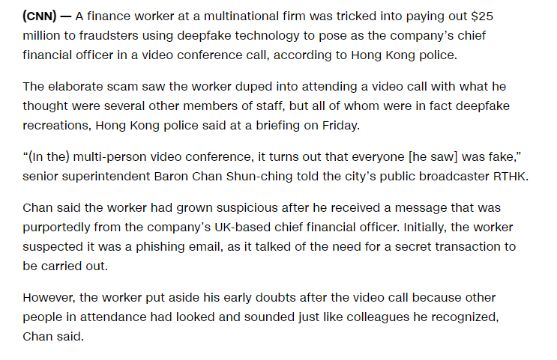 (CNN) — A finance worker at a multinational firm was tricked into paying out $25
million to fraudsters using deepfake technology to pose as the company's chief
financial officer in a video conference call, according to Hong Kong police.
The elaborate scam saw the worker duped into attending a video call with what he
thought were several other members of staff, but all of whom were in fact deepfake
recreations, Hong Kong police said at a briefing on Friday.
“(In the) multi-person video conference, it turns out that everyone [he saw] was fake,”
senior superintendent Baron Chan Shun-ching told the city's public broadcaster RTHK.
Chan said the worker had grown suspicious after he received a message that was
purportedly from the company's UK-based chief financial officer. Initially, the worker
suspected it was a phishing email, as it talked of the need for a secret transaction to
be carried out.
However, the worker put aside his early doubts after the video call because other
people in attendance had looked and sounded just like colleagues he recognized,
Chan said.